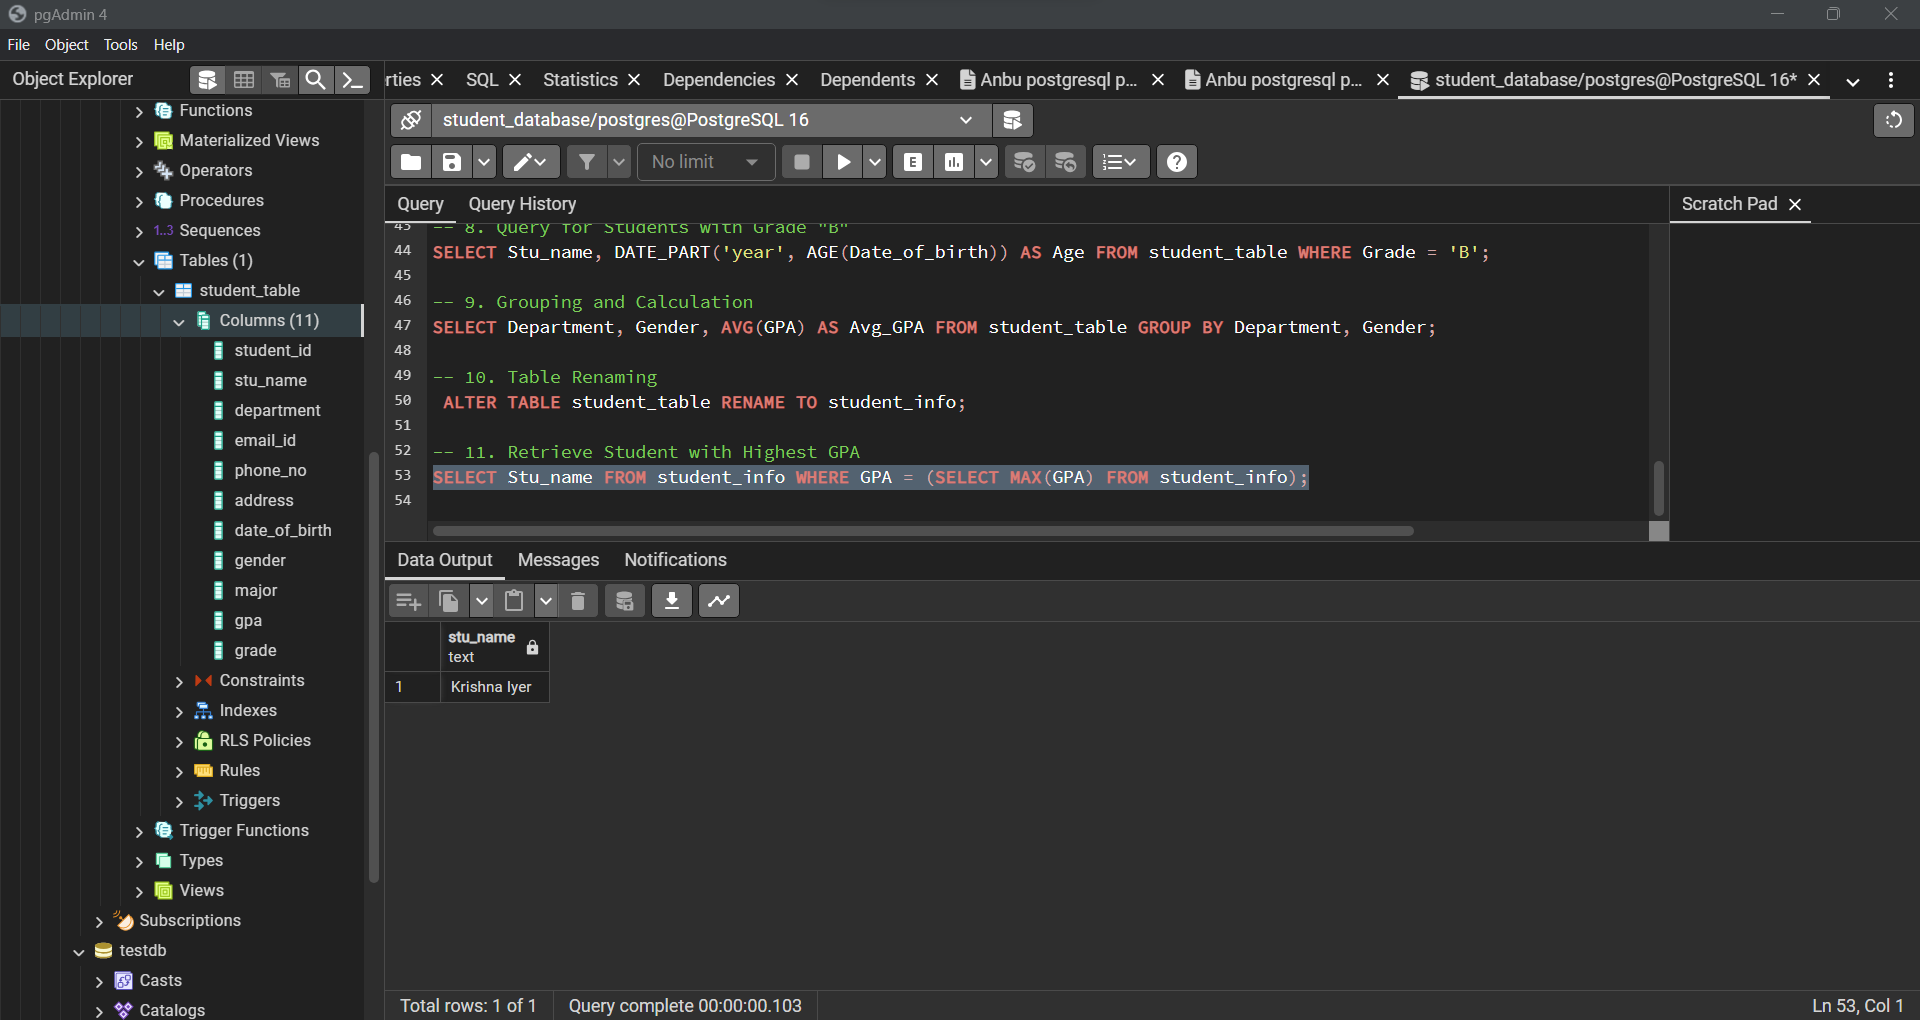 pgAdmin 4
File Object Tools Help
Object Explorer
rties SQL Statistics Dependencies Dependents Anbu postgresql p... Anbu postgresql p... student_database/postgres@PostgreSQL 16*
Functions
Materialized Views
Operators
Procedures
1..3 Sequences
Tables (1)
student_table
Columns (11)
student_id
stu_name
department
email_id
phone_no
address
date_of_birth
gender
major
gpa
grade
Constraints
Indexes
RLS Policies
Rules
Triggers
Trigger Functions
Types
Views
Subscriptions
testdb
Casts
Catalogs
student_database/postgres@PostgreSQL 16
No limit
E
Query Query History
Scratch Pad
43 -- 8. Query for Students with Grade "B"
44 SELECT Stu_name, DATE_PART('year', AGE(Date_of_birth)) AS Age FROM student_table WHERE Grade = 'B';
45
46 -- 9. Grouping and Calculation
47 SELECT Department, Gender, AVG(GPA) AS Avg_GPA FROM student_table GROUP BY Department, Gender;
48
49 -- 10. Table Renaming
50 ALTER TABLE student_table RENAME TO student_info;
51
52 -- 11. Retrieve Student with Highest GPA
53 SELECT Stu_name FROM student_info WHERE GPA = (SELECT MAX(GPA) FROM student_info);
54
Data Output Messages Notifications
stu_name
text
1 Krishna Iyer
Total rows: 1 of 1 Query complete 00:00:00.103 Ln 53, Col 1